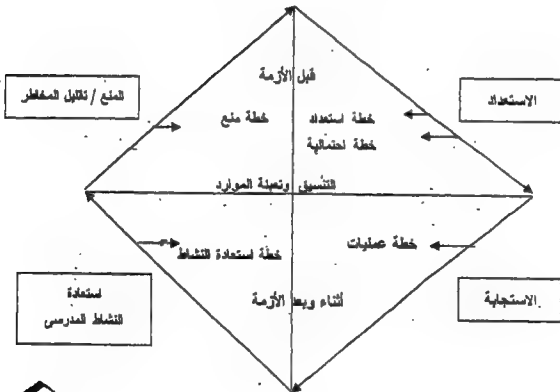 قبل الأزمة
المنع / تقليل المخاطر
الاستعداد
خطة منع
خطة استعداد
خطة احتمالية
التنسيق وتعبئة الموارد
خطة استعادة النشاط
خطة عمليات
أثناء وبعد الأزمة
استعادة
النشاط المدرسى
الاستجابة